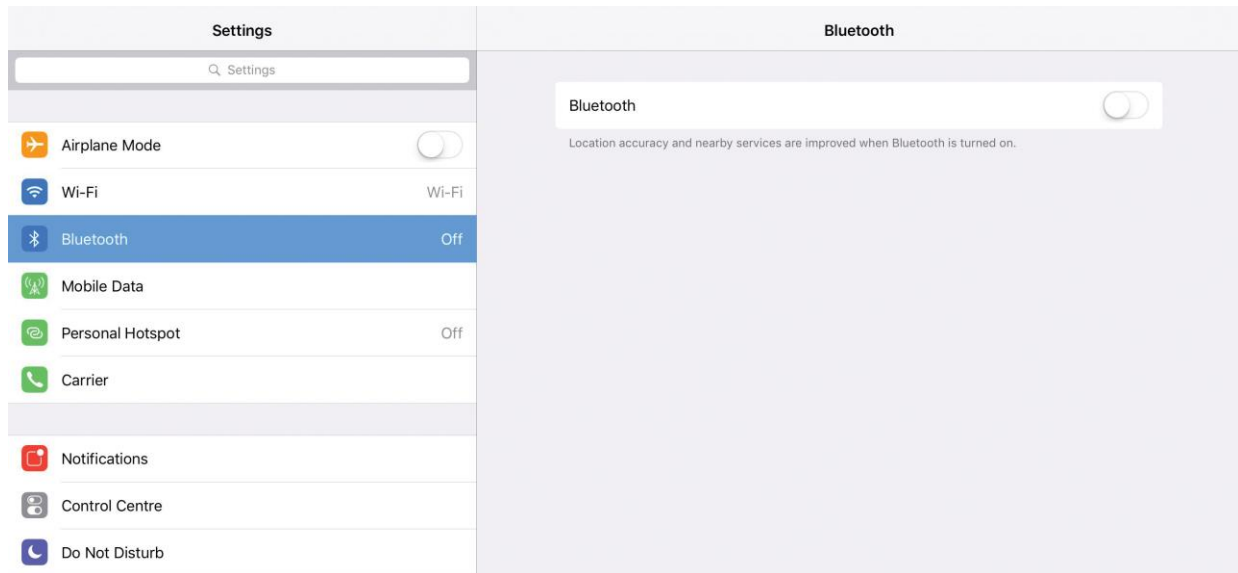 Settings
Settings
Airplane Mode
Wi-Fi Wi-Fi
Bluetooth Off
Mobile Data
Personal Hotspot Off
Carrier
Notifications
Control Centre
Do Not Disturb
Bluetooth
Bluetooth
Location accuracy and nearby services are improved when Bluetooth is turned on.